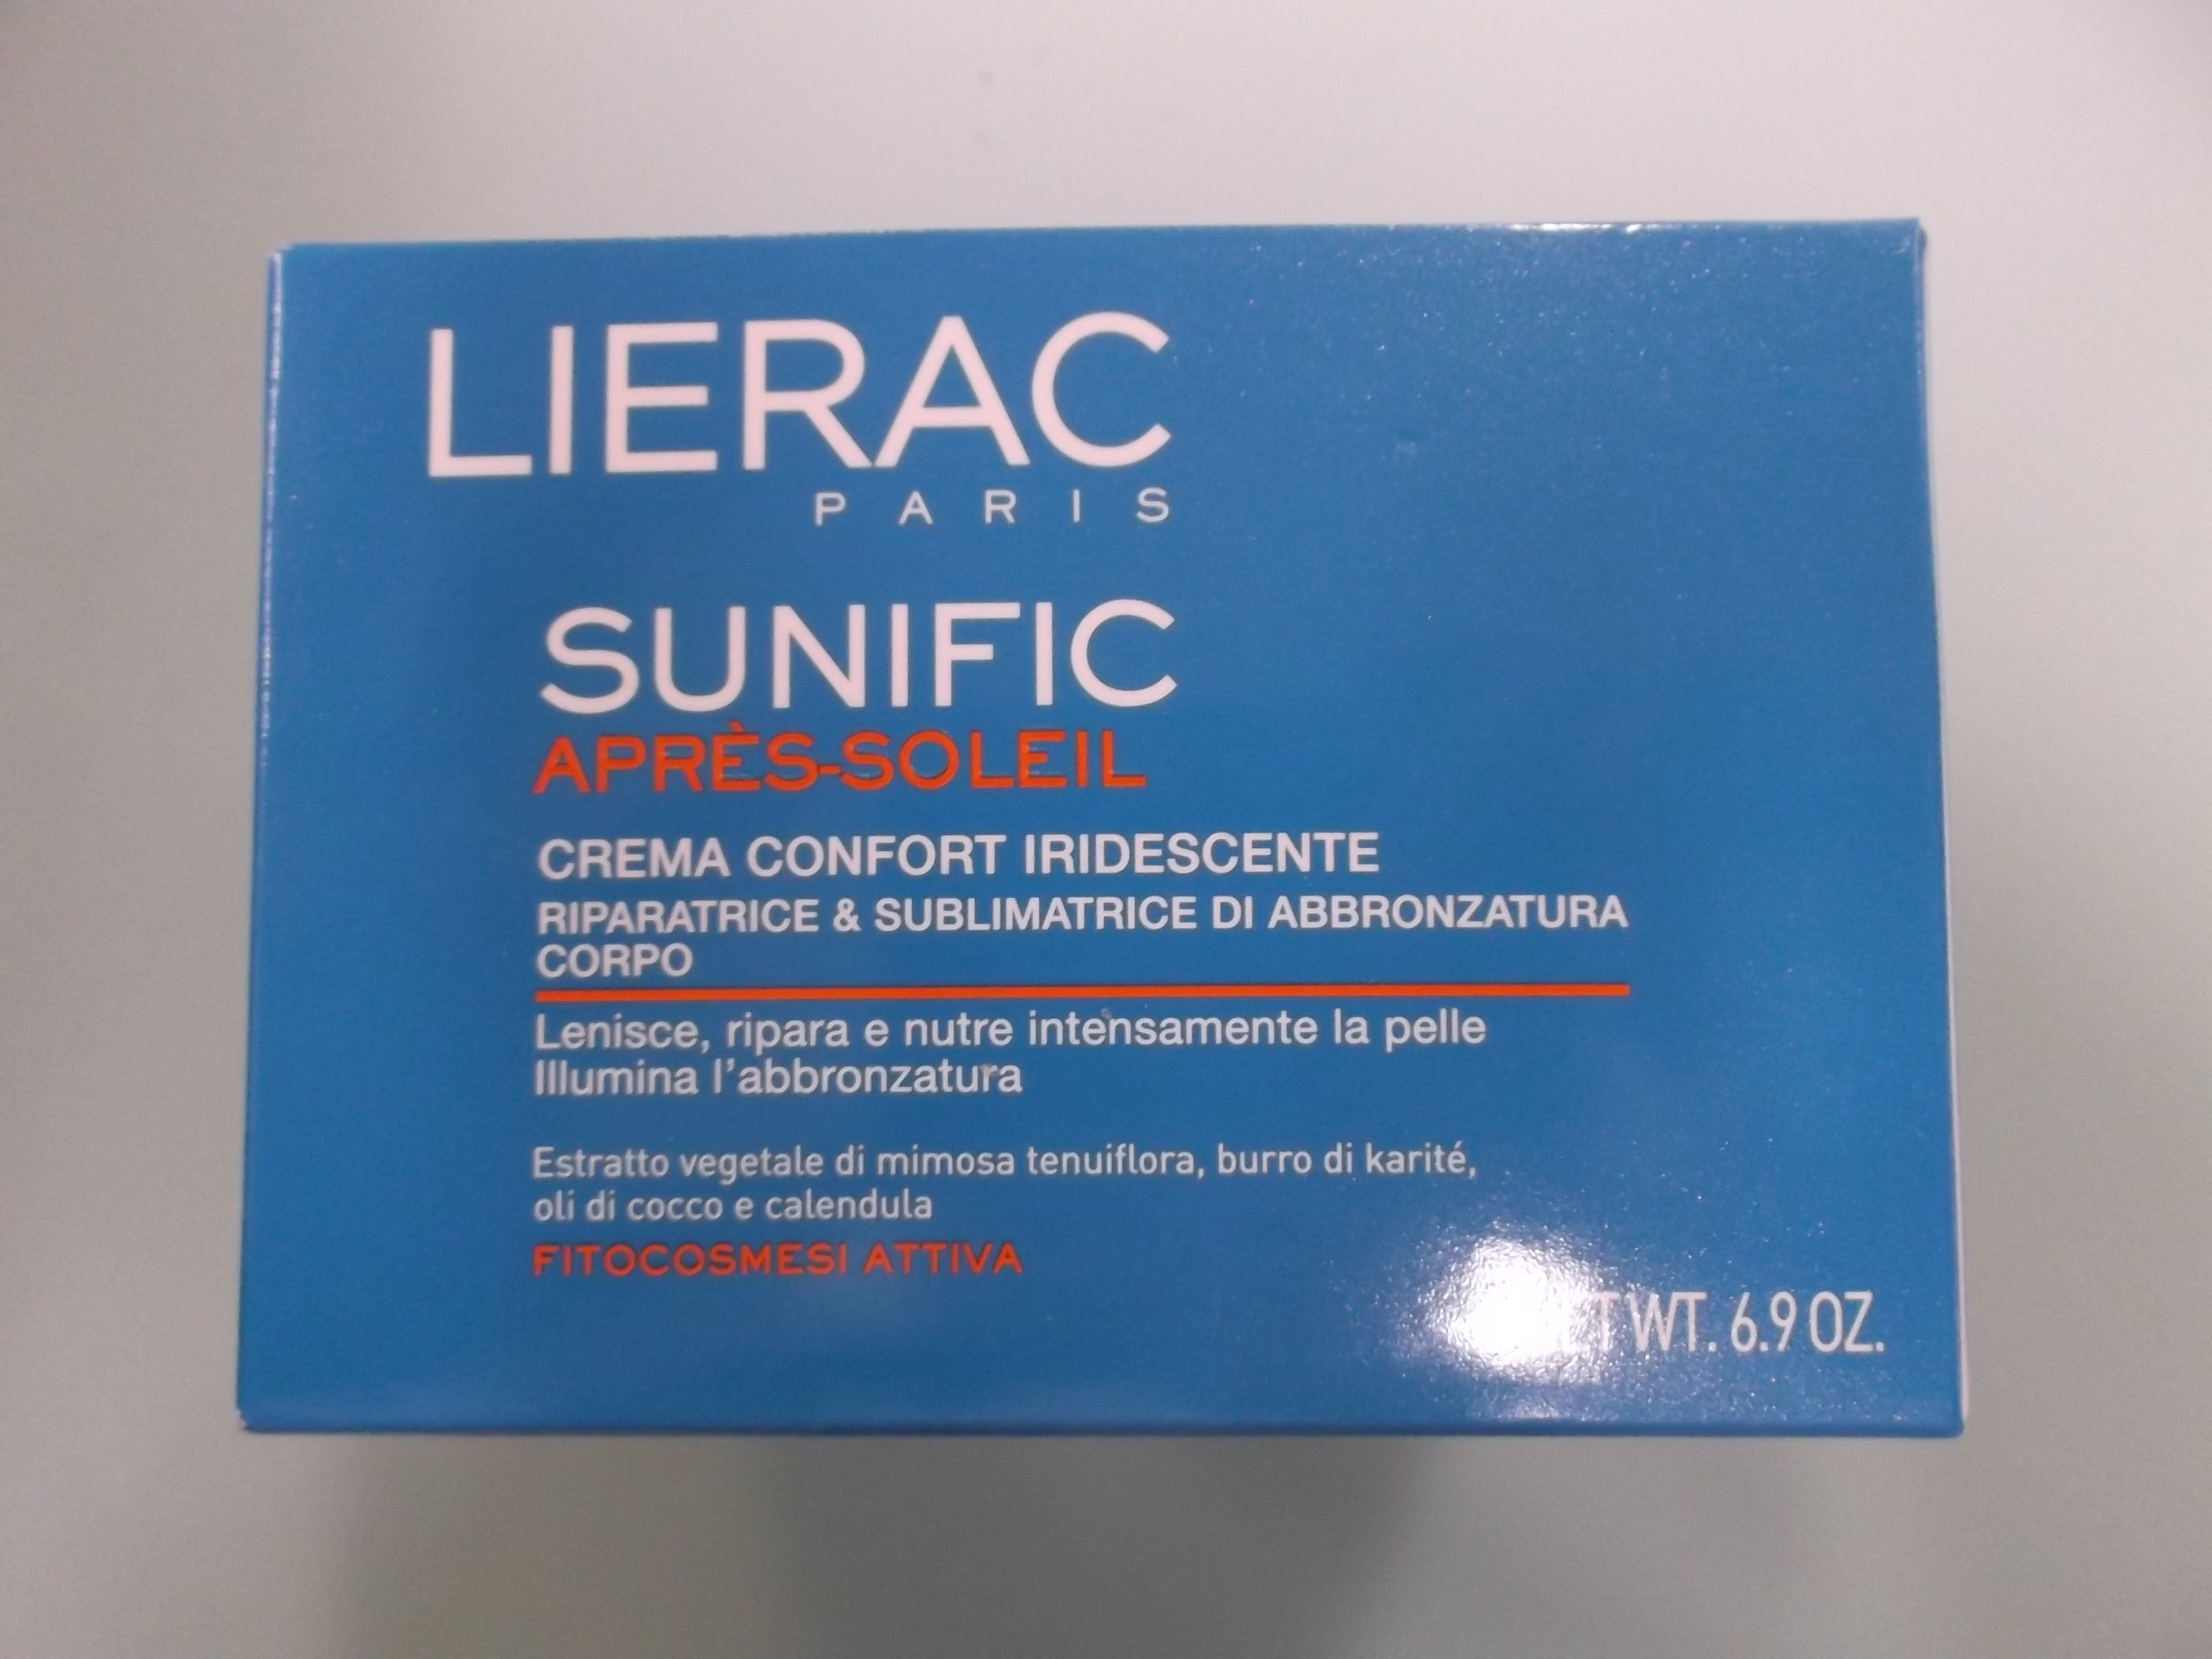 LIERAC
PARIS
SUNIFIC
APRÈS-SOLEIL
CREMA CONFORT IRIDESCENTE
RIPARATRICE & SUBLIMATRICE DI ABBRONZATURA
CORPO
Lenisce, ripara e nutre intensamente la pelle
Illumina l'abbronzatura
Estratto vegetale di mimosa tenuiflora, burro di karité,
oli di cocco e calendula
FITOCOSMESI ATTIVA
WT. 6.9 OZ.